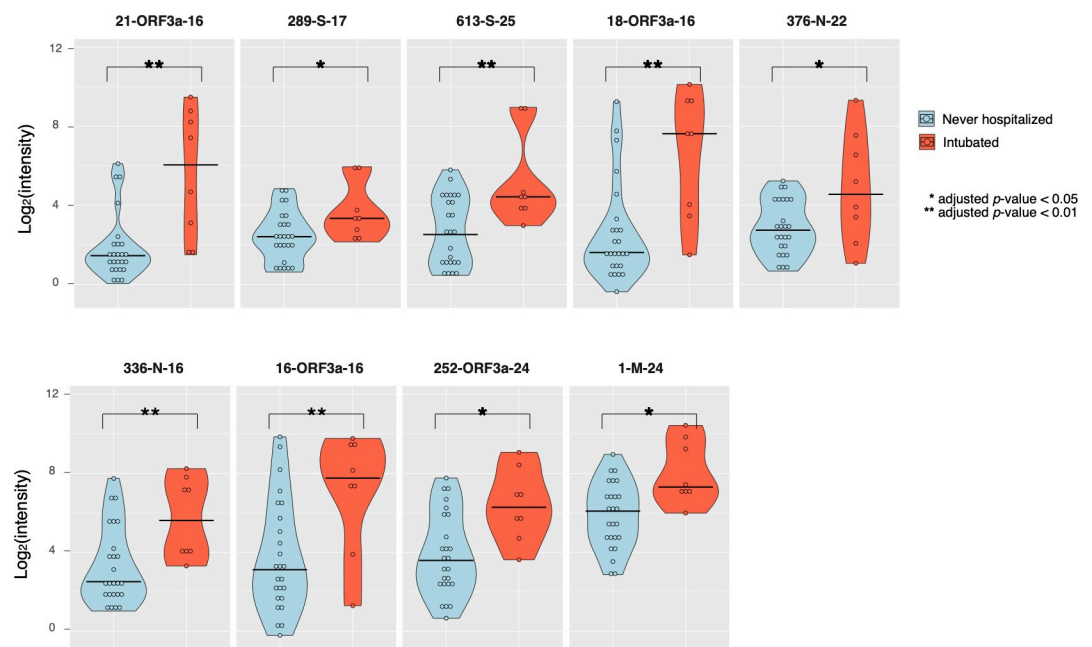 21-ORF3a-16 289-S-17 613-S-25 18-ORF3a-16 376-N-22
12
** * ** ** *
8
4
0
Log2(intensity)
Never hospitalized
Intubated
* adjusted p-value < 0.05
** adjusted p-value < 0.01
336-N-16 16-ORF3a-16 252-ORF3a-24 1-M-24
12
** ** * *
8
4
0
Log2(intensity)